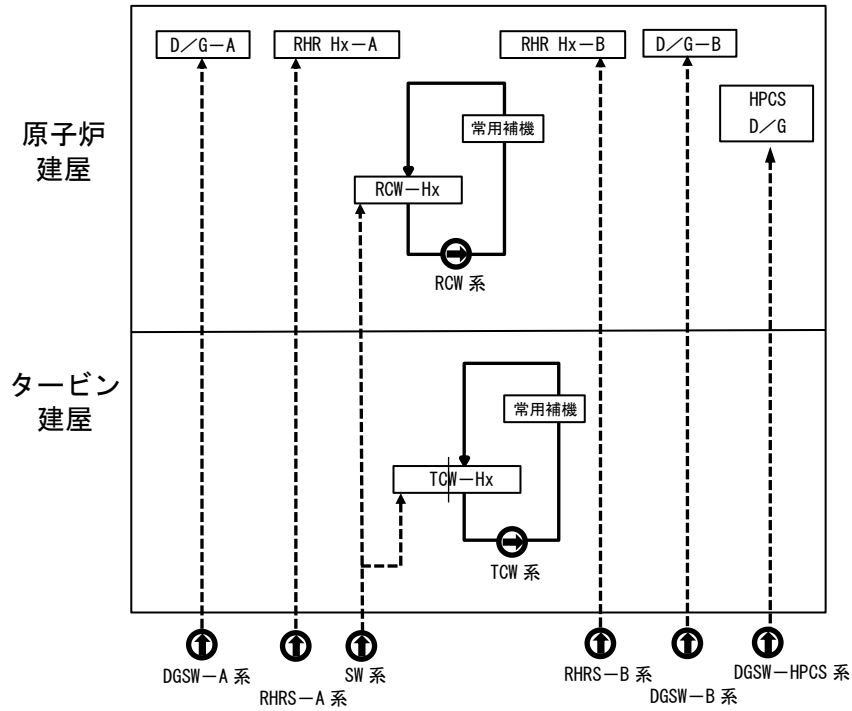 D/G-A
RHR Hx-A
RHR Hx-B
D/G-B
HPCS
D/G
原子炉
建屋
常用補機
RCW-Hx
RCW 系
タービン
建屋
常用補機
TCW-Hx
TCW 系
DGSW-A 系
RHRS-A 系
SW 系
RHRS-B 系
DGSW-B 系
DGSW-HPCS 系